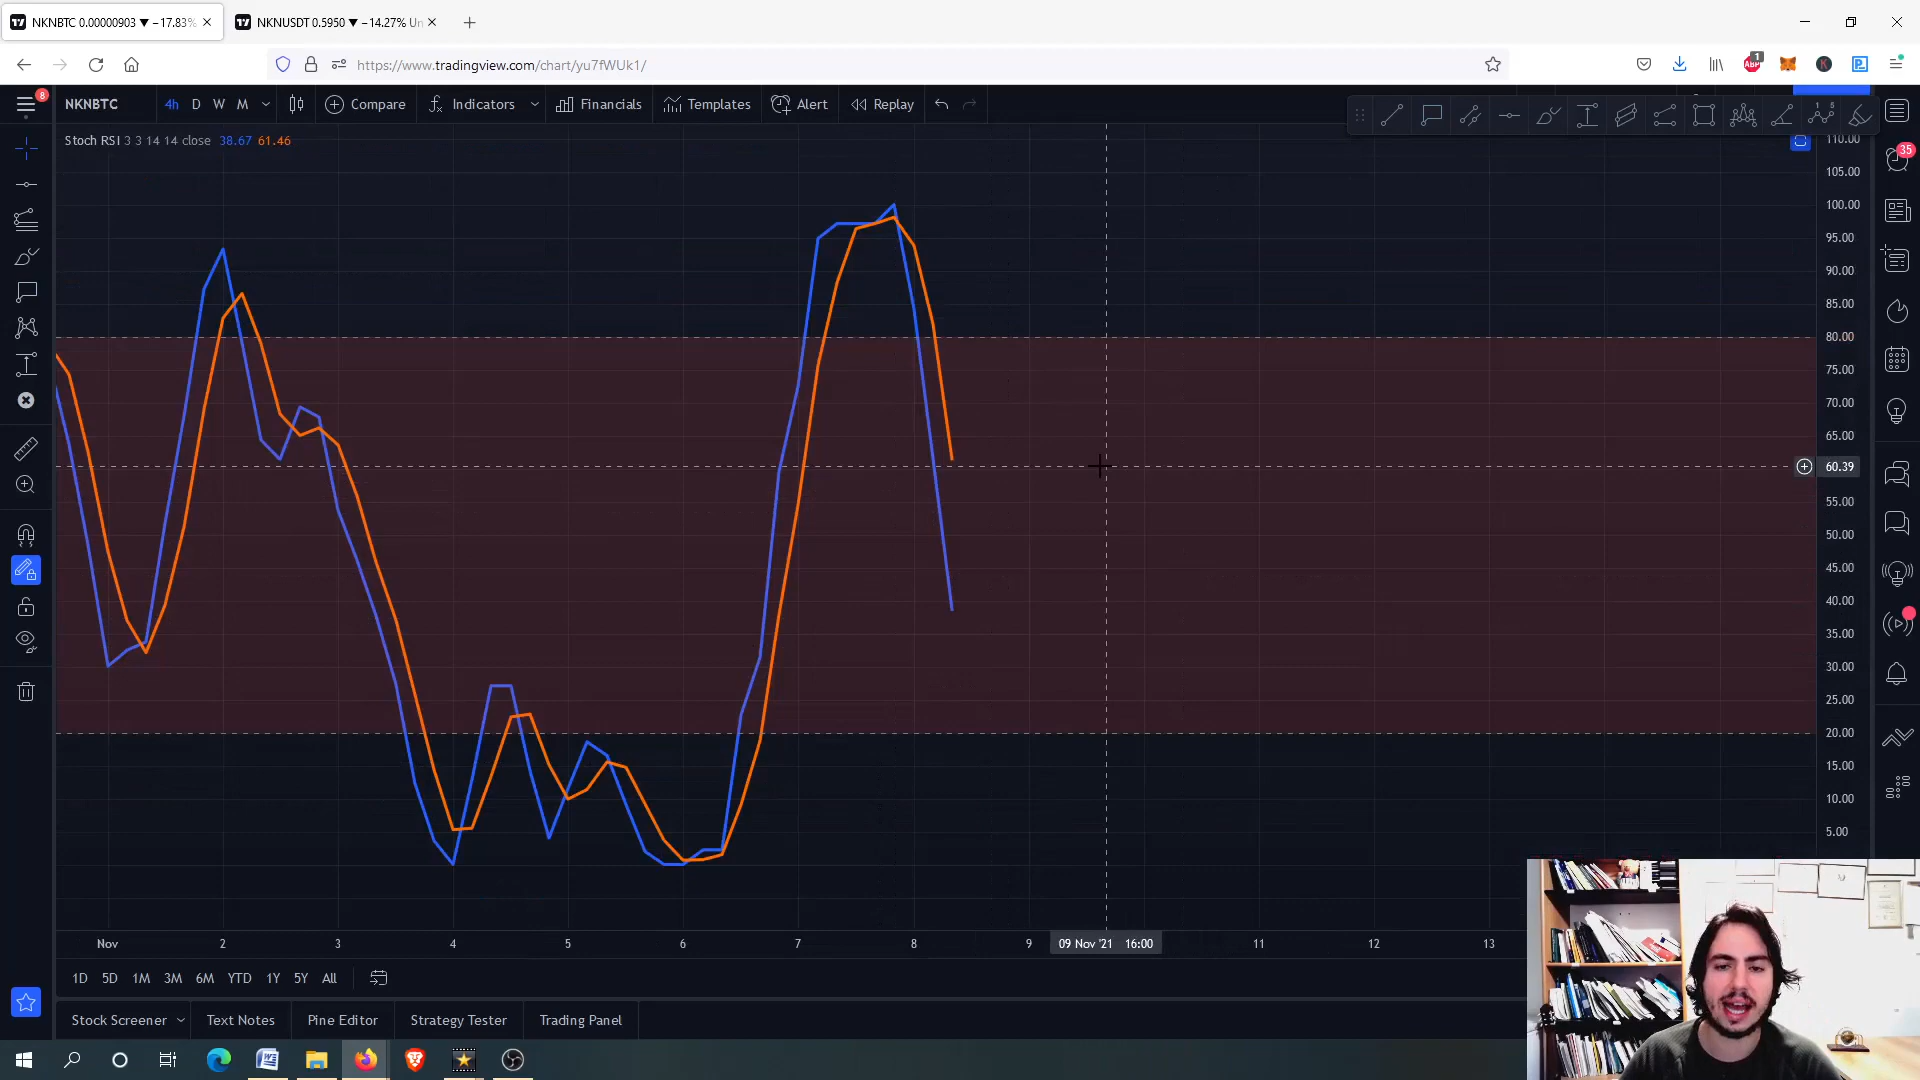 NKNBTC 0.00000903 ▼ −17.83%
NKNUSDT 0.5950 ▼ −14.27% Un
https://www.tradingview.com/chart/yu7fWUk1/
1
ABP
K
8
NKNBTC
4h D W M
Compare
Indicators
Financials
Templates
Alert
Replay
Stoch RSI 3 3 14 14 close 38.67 61.46
35
110.00
105.00
100.00
95.00
90.00
85.00
80.00
75.00
70.00
65.00
60.39
55.00
50.00
45.00
40.00
35.00
30.00
25.00
20.00
15.00
10.00
5.00
Nov 2 3 4 5 6 7 8 9 09 Nov '21 16:00 11 12 13
1D 5D 1M 3M 6M YTD 1Y 5Y All
Stock Screener Text Notes Pine Editor Strategy Tester Trading Panel